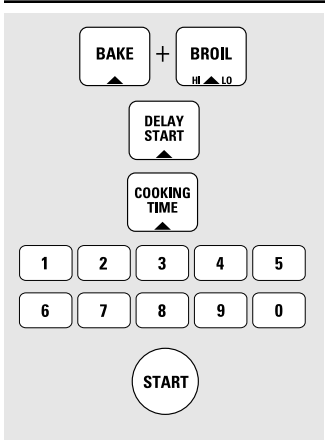 BAKE + BROIL
HI LO
DELAY
START
COOKING
TIME
1 2 3 4 5
6 7 8 9 0
START